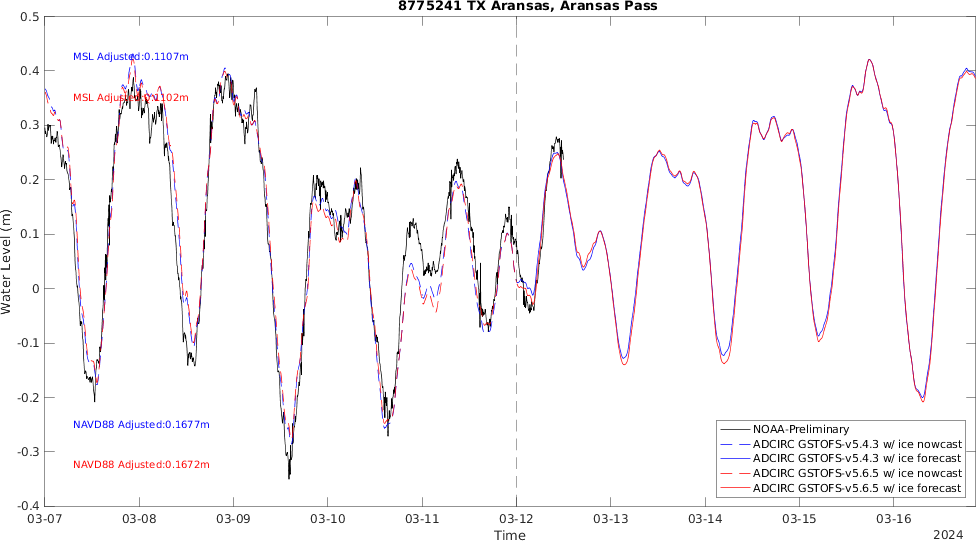 8775241 TX Aransas, Aransas Pass
0.5
0.4
0.3
0.2
0.1
0
-0.1
-0.2
-0.3
-0.4
Water Level (m)
MSL Adjusted:0.1107m
MSL Adjusted:0.1102m
NAVD88 Adjusted:0.1677m
NAVD88 Adjusted:0.1672m
NOAA-Preliminary
ADCIRC GSTOFS-v5.4.3 w/ ice nowcast
ADCIRC GSTOFS-v5.4.3 w/ ice forecast
ADCIRC GSTOFS-v5.6.5 w/ ice nowcast
ADCIRC GSTOFS-v5.6.5 w/ ice forecast
03-07 03-08 03-09 03-10 03-11 03-12 03-13 03-14 03-15 03-16
Time
2024